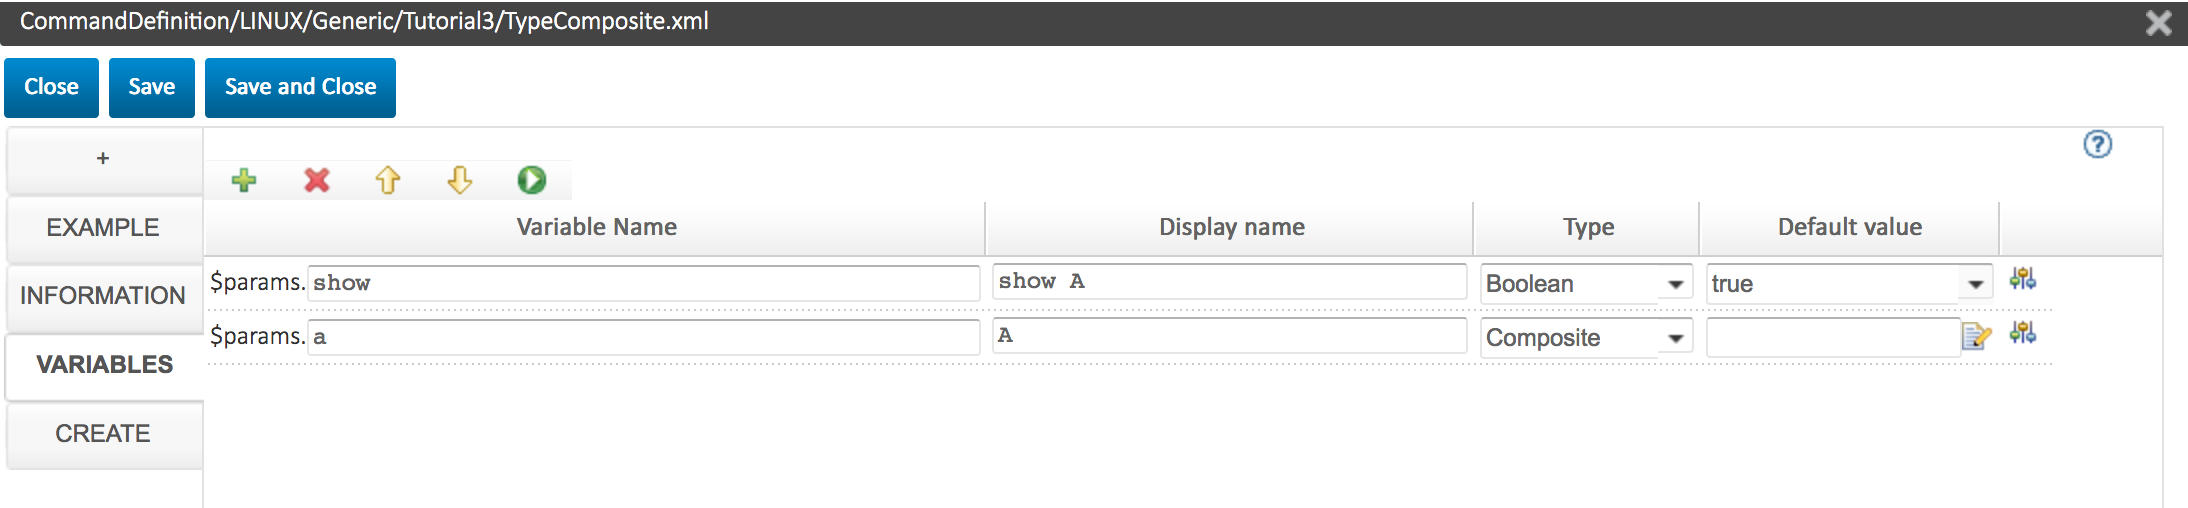 CommandDefinition/LINUX/Generic/Tutorial3/TypeComposite.xml
Close Save Save and Close
+
?
EXAMPLE
Variable Name Display name Type Default value
INFORMATION
$params. show show A Boolean true
$params. a A Composite
VARIABLES
CREATE